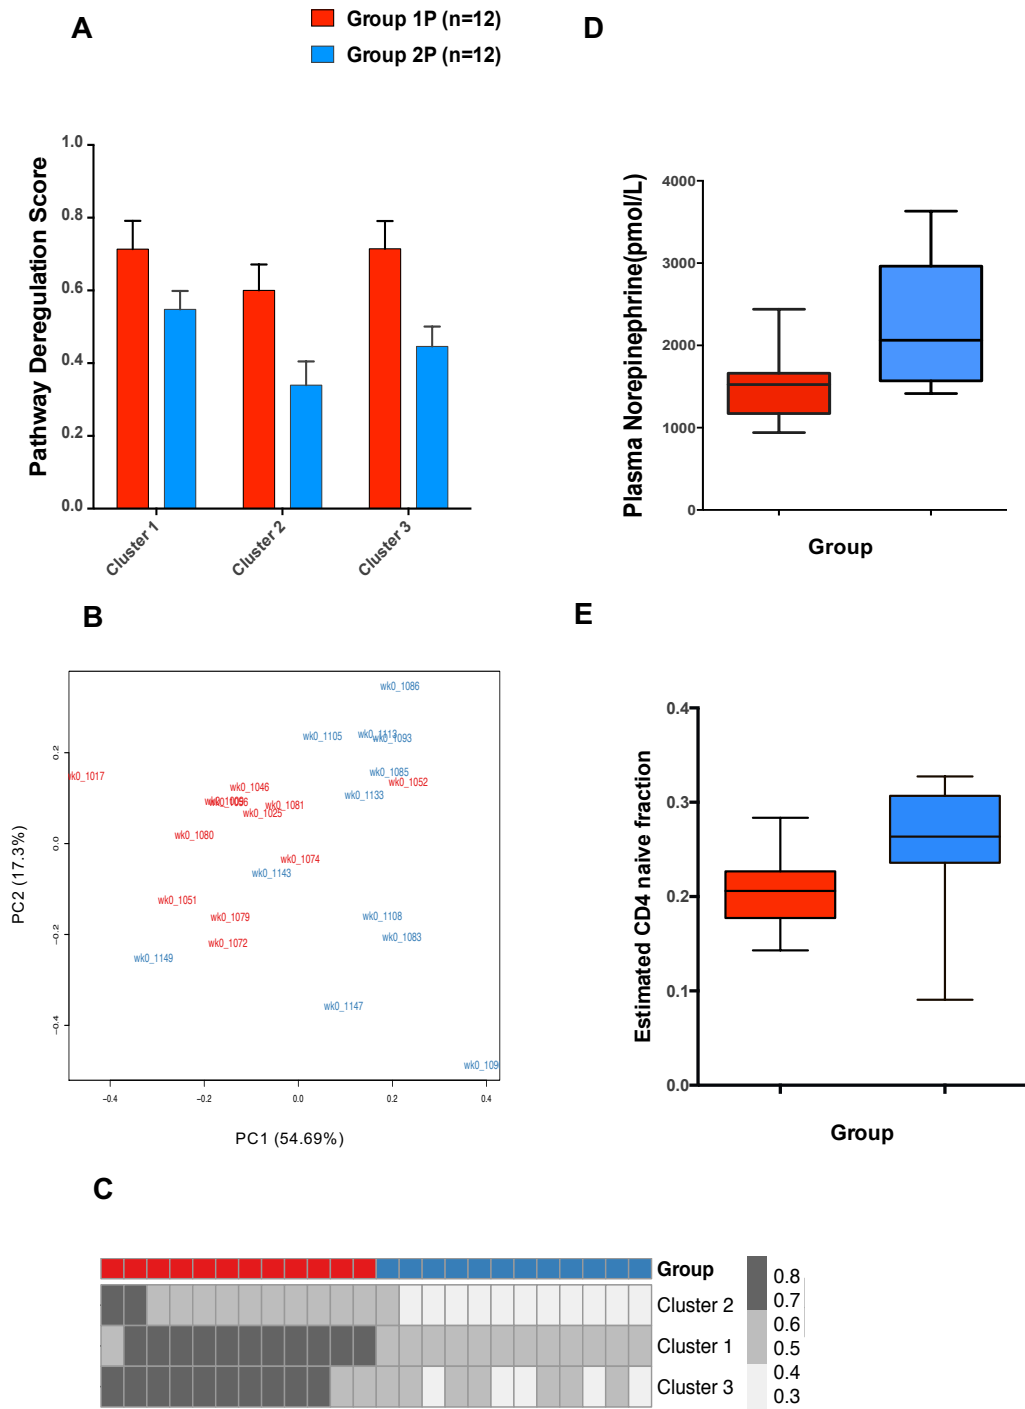 A
Group 1P (n=12)
Group 2P (n=12)
Pathway Deregulation Score
1.0
0.8
0.6
0.4
0.2
0.0
Cluster 1
Cluster 2
Cluster 3
D
Plasma Norepinephrine(pmol/L)
4000
3000
2000
1000
0
Group
B
PC2 (17.3%)
0.2
0.0
−0.2
−0.4
wk0_1086
wk0_1105
wk0_1113
wk0_1093
wk0_1017
wk0_1085
wk0_1052
wk0_1046
wk0_1133
wk0_1081
wk0_1025
wk0_1080
wk0_1074
wk0_1143
wk0_1051
wk0_1079
wk0_1108
wk0_1072
wk0_1083
wk0_1149
wk0_1147
wk0_109
−0.4
−0.2
0.0
0.2
0.4
PC1 (54.69%)
E
Estimated CD4 naive fraction
0.4
0.3
0.2
0.1
0.0
Group
C
Group
Cluster 2
Cluster 1
Cluster 3
0.8
0.7
0.6
0.5
0.4
0.3